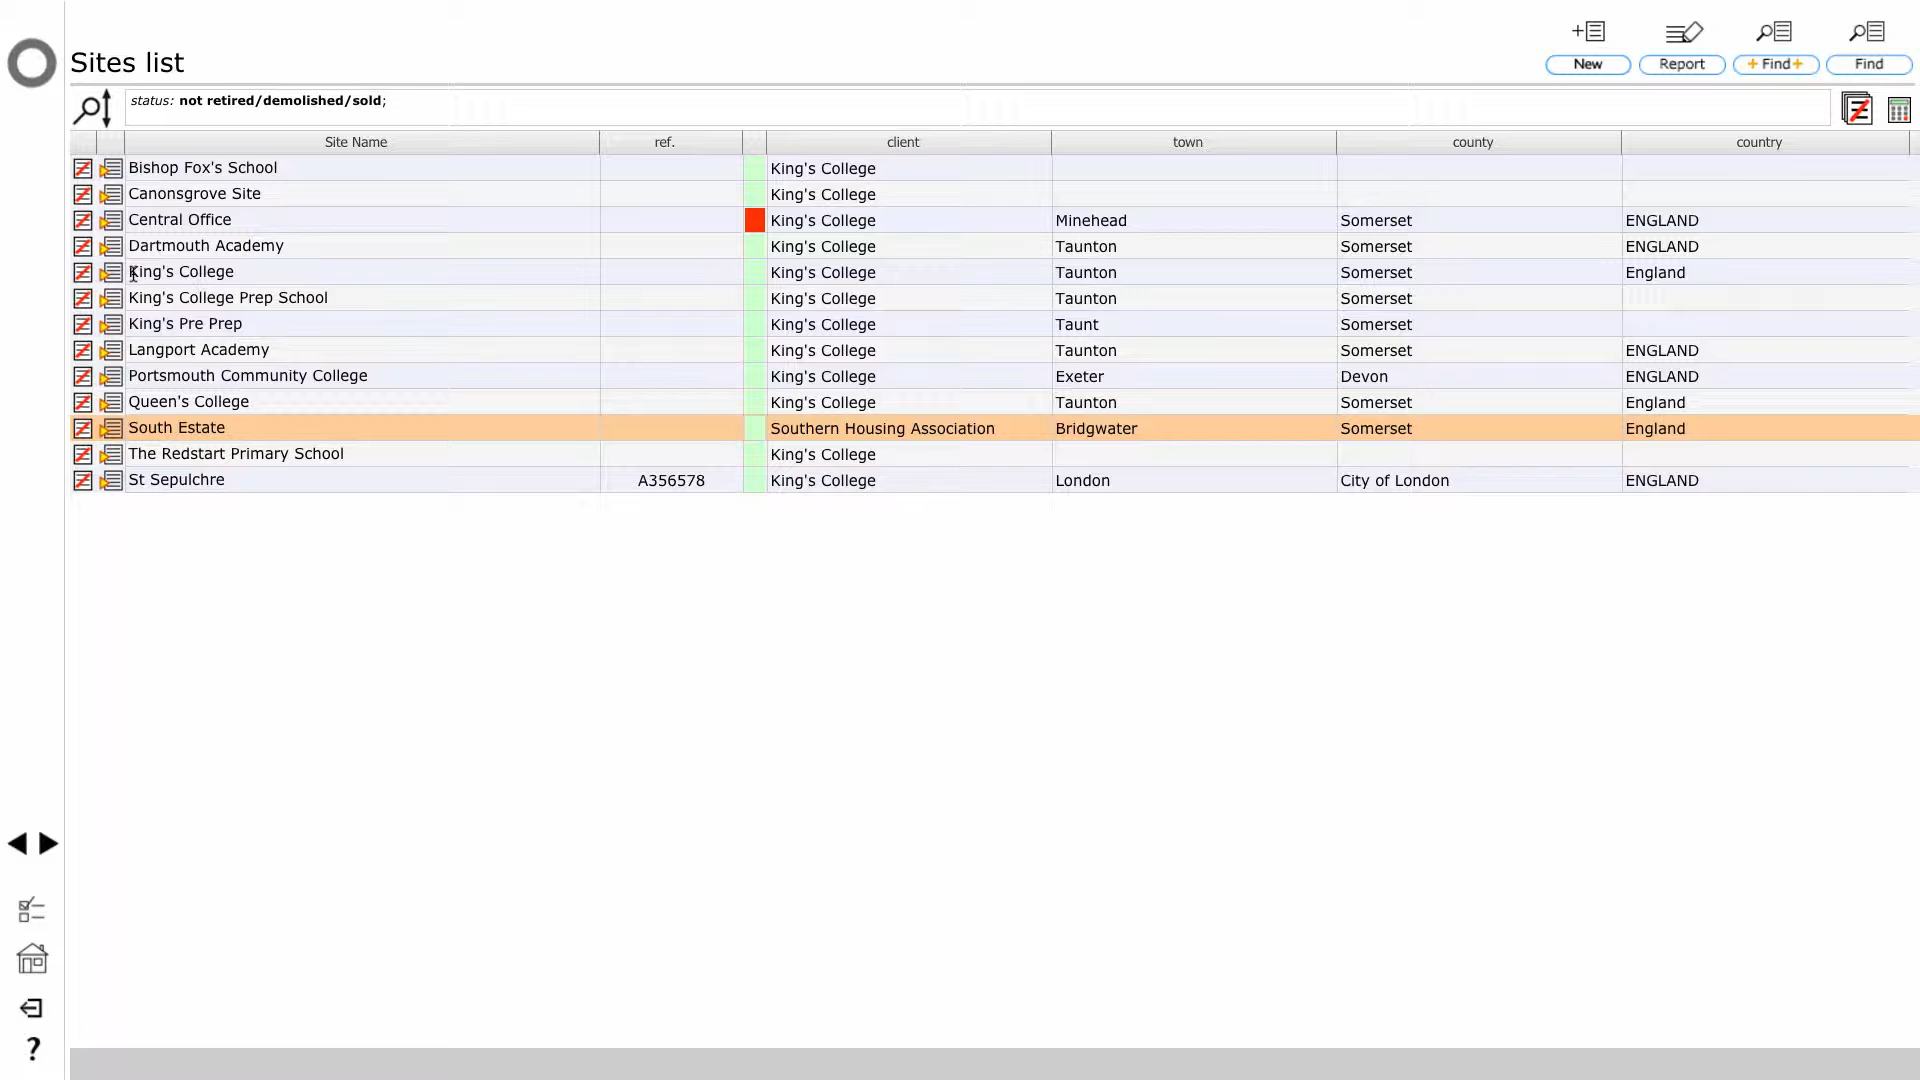 Sites list
New Report +Find+ Find
status: not retired/demolished/sold;
Site Name ref. client town county country
Bishop Fox's School King's College
Canonsgrove Site King's College
Central Office King's College Minehead Somerset ENGLAND
Dartmouth Academy King's College Taunton Somerset ENGLAND
King's College King's College Taunton Somerset England
King's College Prep School King's College Taunton Somerset
King's Pre Prep King's College Taunt Somerset
Langport Academy King's College Taunton Somerset ENGLAND
Portsmouth Community College King's College Exeter Devon ENGLAND
Queen's College King's College Taunton Somerset England
South Estate Southern Housing Association Bridgwater Somerset England
The Redstart Primary School King's College
St Sepulchre A356578 King's College London City of London ENGLAND
?